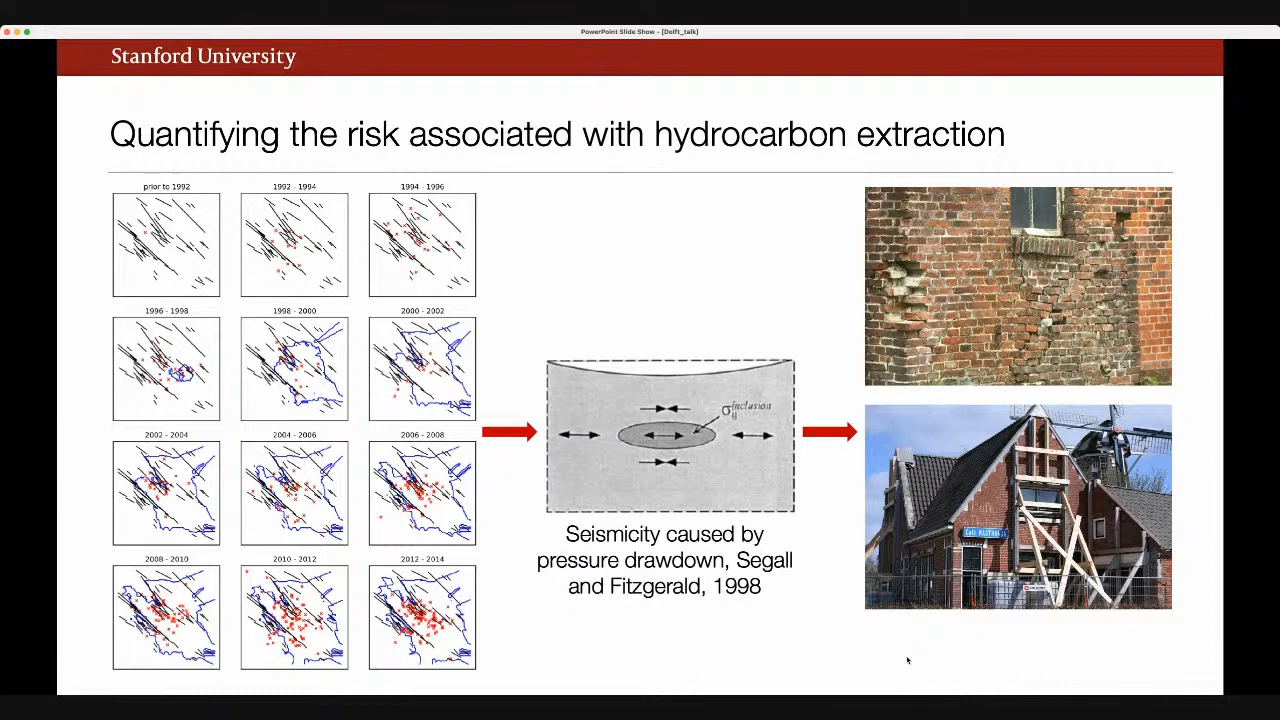 PowerPoint Slide Show - [Delft_talk]
Stanford University
Quantifying the risk associated with hydrocarbon extraction
prior to 1992
1992 - 1994
1994 - 1996
1996 - 1998
1998 - 2000
2000 - 2002
2002 - 2004
2004 - 2006
2006 - 2008
2008 - 2010
2010 - 2012
2012 - 2014
σ inclusion ij
Seismicity caused by
pressure drawdown, Segall
and Fitzgerald, 1998
Café